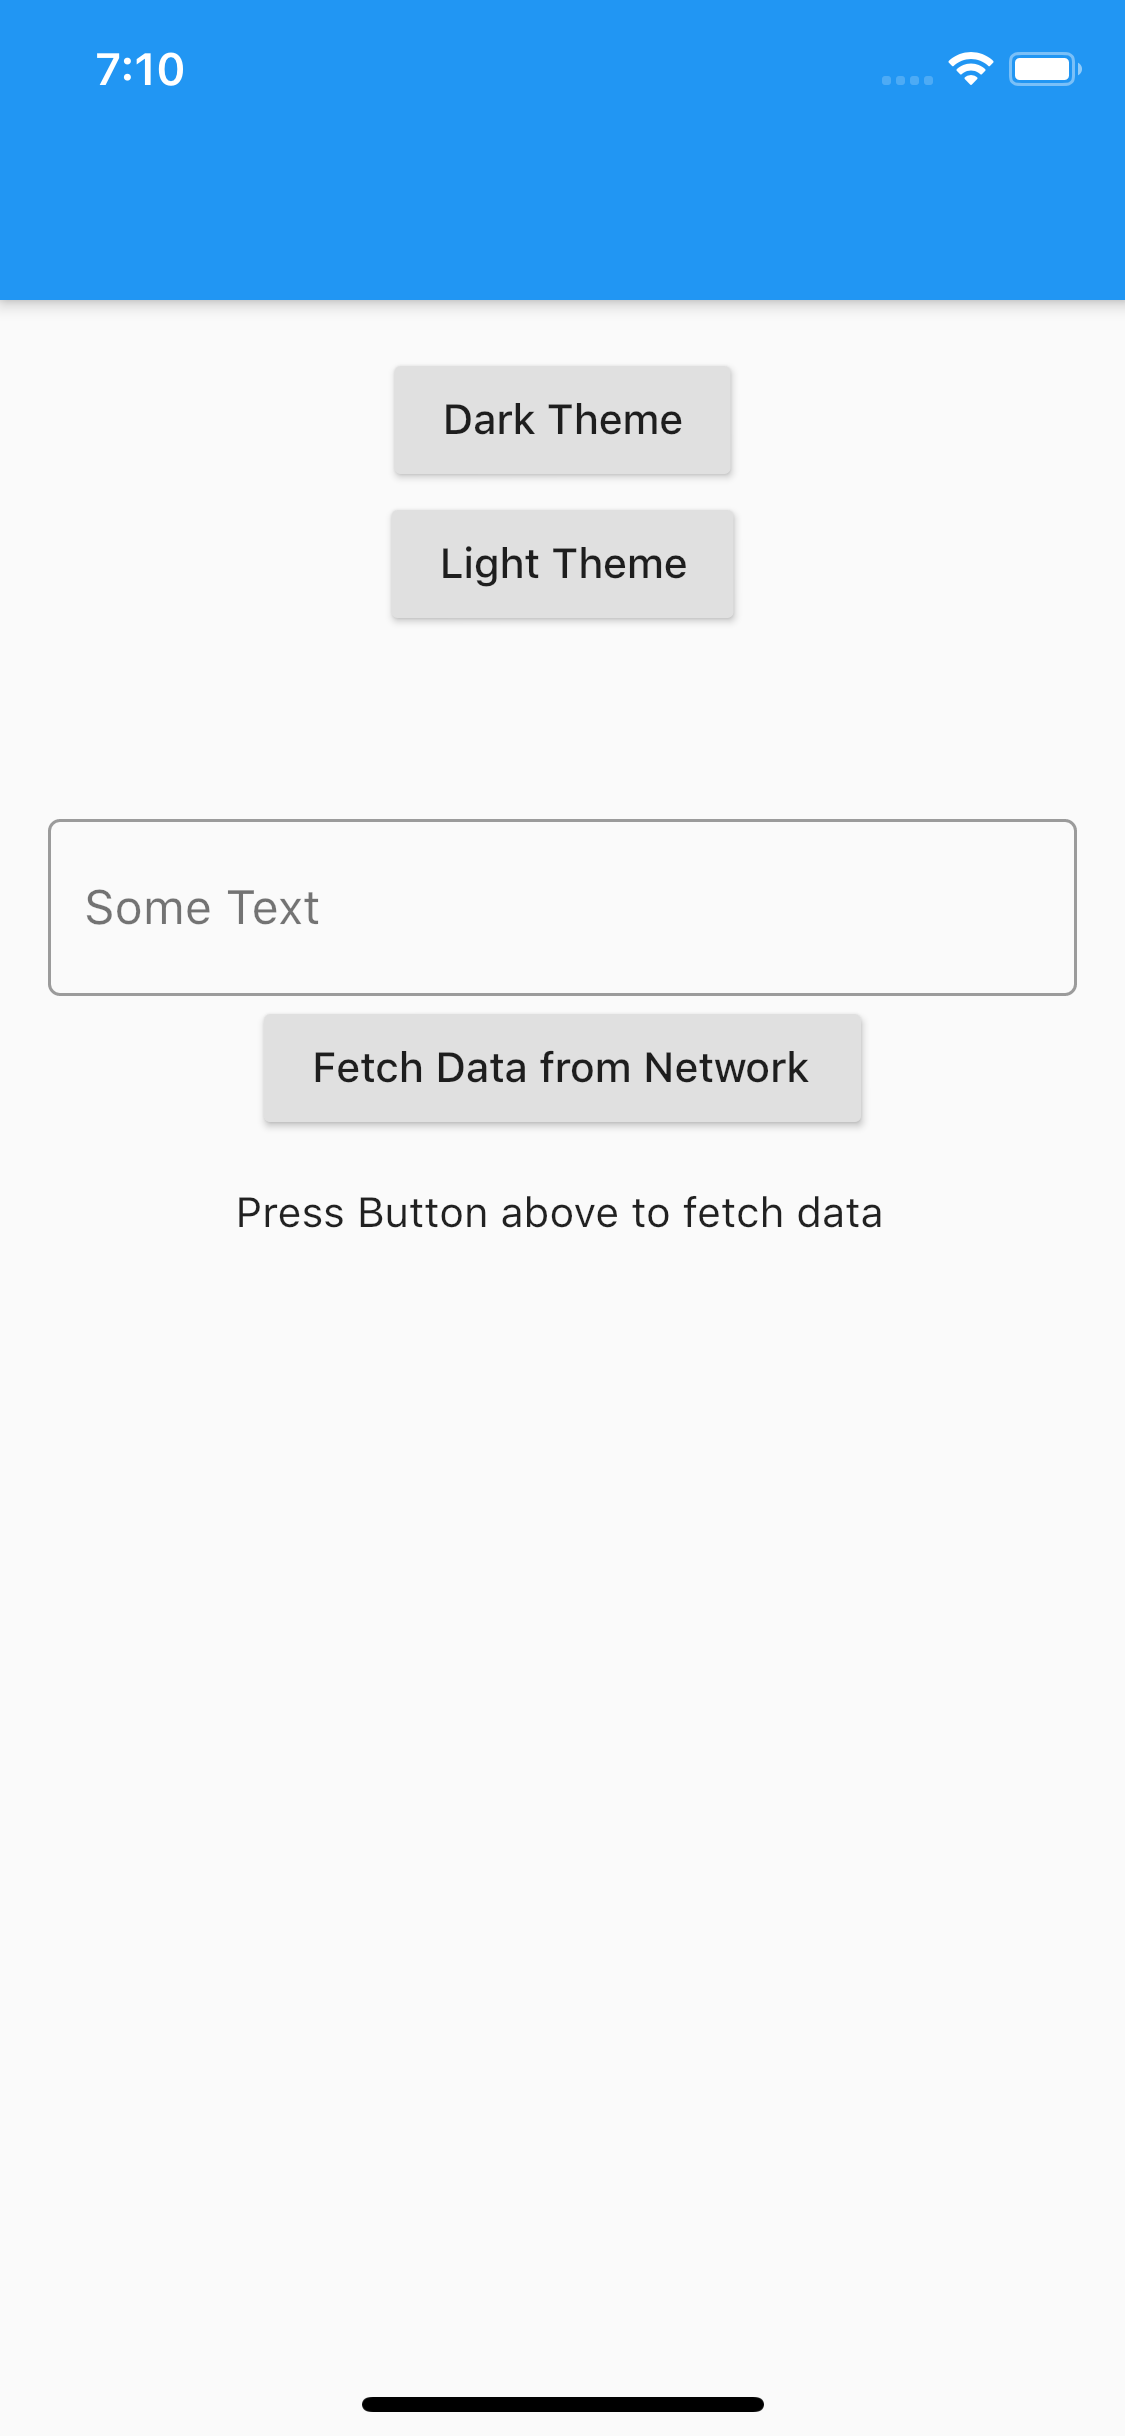 7:10
Dark Theme
Light Theme
Some Text
Fetch Data from Network
Press Button above to fetch data